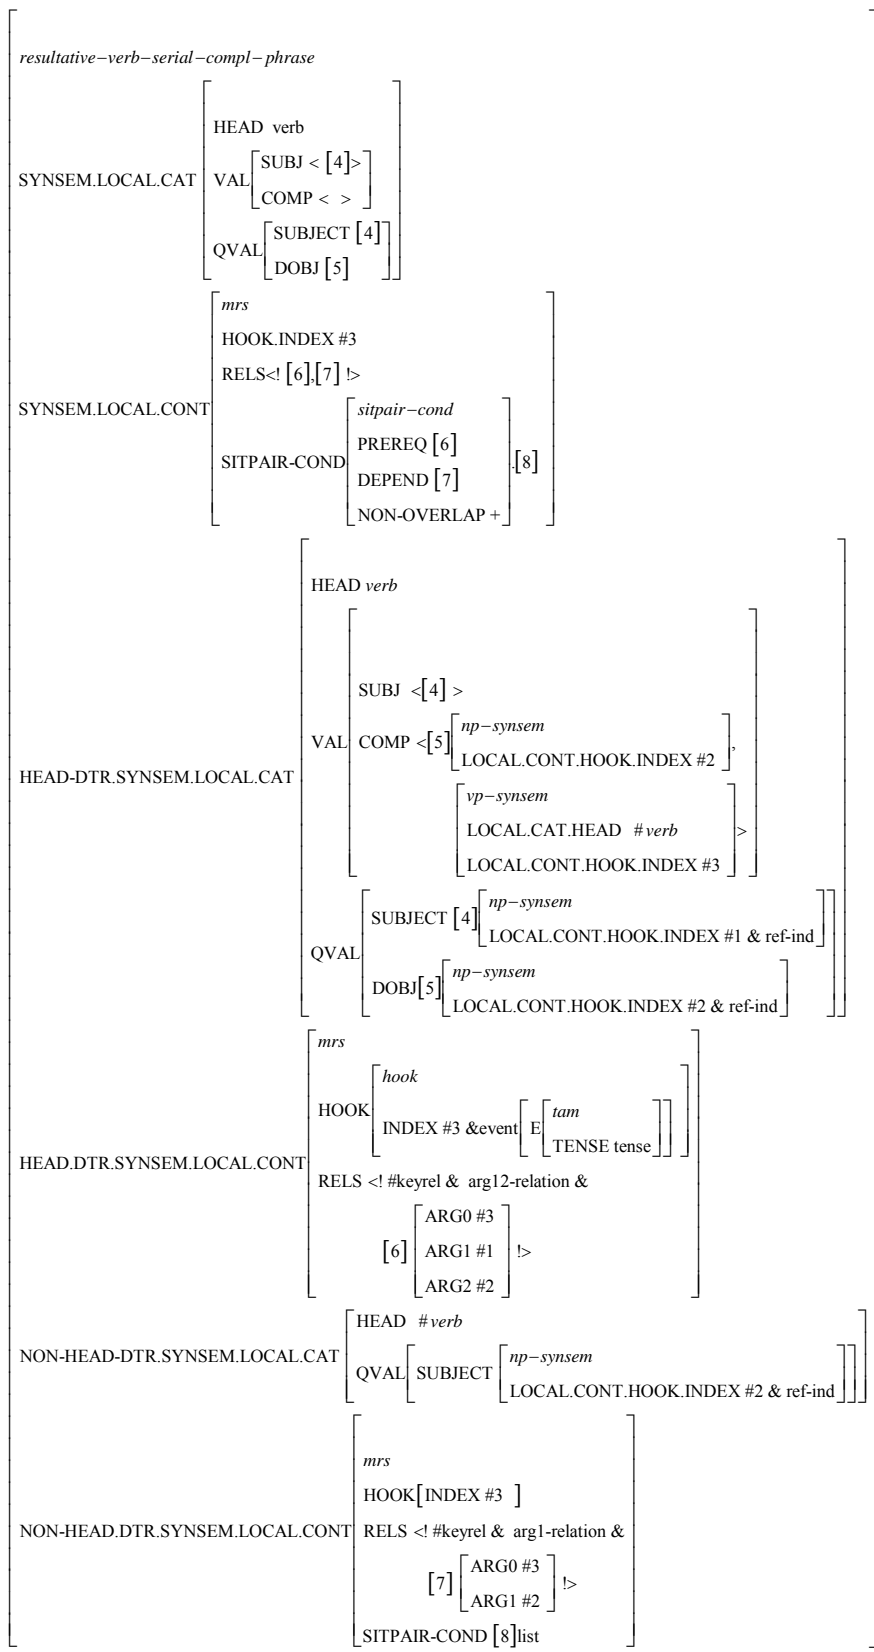 resultative−verb−serial−compl−phrase
HEAD verb
SUBJ < [4]>
SYNSEM.LOCAL.CAT VAL
COMP < >
SUBJECT [4]
QVAL
DOBJ [5]
mrs
HOOK.INDEX #3
RELS<! [6],[7] !>
sitpair−cond
SYNSEM.LOCAL.CONT
PREREQ [6]
SITPAIR-COND .[8]
DEPEND [7]
NON-OVERLAP +
HEAD verb
SUBJ <[4] >
np−synsem
VAL COMP <[5] ,
LOCAL.CONT.HOOK.INDEX #2
HEAD-DTR.SYNSEM.LOCAL.CAT
vp−synsem
LOCAL.CAT.HEAD #verb >
LOCAL.CONT.HOOK.INDEX #3
np−synsem
SUBJECT [4]
LOCAL.CONT.HOOK.INDEX #1 & ref-ind
QVAL
np−synsem
DOBJ[5]
LOCAL.CONT.HOOK.INDEX #2 & ref-ind
mrs
hook
HOOK
INDEX #3 &event [ E [ tam
TENSE tense ] ]
HEAD.DTR.SYNSEM.LOCAL.CONT
RELS <! #keyrel & arg12-relation &
ARG0 #3
[6] ARG1 #1 !>
ARG2 #2
HEAD #verb
NON-HEAD-DTR.SYNSEM.LOCAL.CAT
np−synsem
QVAL [ SUBJECT
LOCAL.CONT.HOOK.INDEX #2 & ref-ind
mrs
HOOK[INDEX #3 ]
NON-HEAD.DTR.SYNSEM.LOCAL.CONT RELS <! #keyrel & arg1-relation &
ARG0 #3
[7] !>
ARG1 #2
SITPAIR-COND [8]list